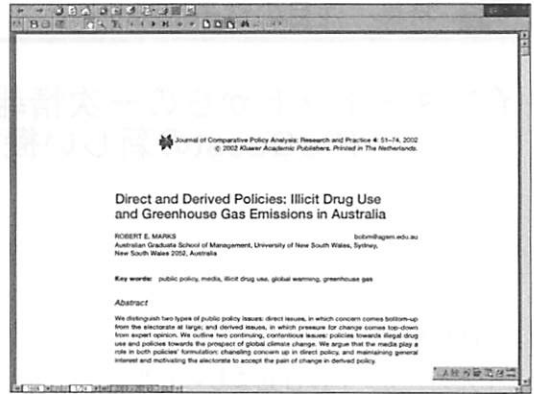 Journal of Comparative Policy Analysis: Research and Practice 4: 51–74, 2002
© 2002 Kluwer Academic Publishers. Printed in The Netherlands.
Direct and Derived Policies: Illicit Drug Use
and Greenhouse Gas Emissions in Australia
ROBERT E. MARKS
bobm@agsm.edu.au
Australian Graduate School of Management, University of New South Wales, Sydney,
New South Wales 2052, Australia
Key words: public policy, media, illicit drug use, global warming, greenhouse gas
Abstract
We distinguish two types of public policy issues: direct issues, in which concern comes bottom-up
from the electorate at large; and derived issues, in which pressure for change comes top-down
from expert opinion. We outline two continuing, contentious issues: policies towards illegal drug
use and policies towards the prospect of global climate change. We argue that the media play a
role in both policies' formulation: channeling concern up in direct policy, and maintaining general
interest and motivating the electorate to accept the pain of change in derived policy.